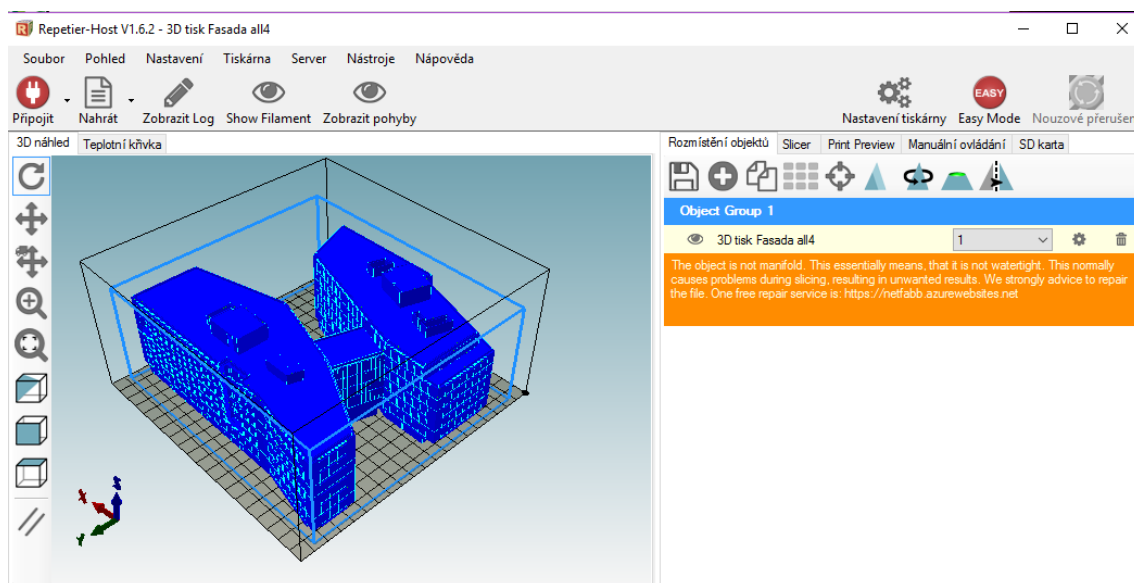 Repetier-Host V1.6.2 - 3D tisk Fasada all4
Soubor Pohled Nastavení Tiskárna Server Nástroje Nápověda
EASY
Připojit Nahrát Zobrazit Log Show Filament Zobrazit pohyby Nastavení tiskárny Easy Mode Nouzové přerušen
3D náhled Teplotní křivka Rozmístění objektů Slicer Print Preview Manuální ovládání SD karta
Object Group 1
3D tisk Fasada all4 1
The object is not manifold. This essentially means, that it is not watertight. This normally
causes problems during slicing, resulting in unwanted results. We strongly advice to repair
the file. One free repair service is: https://netfabb.azurewebsites.net
X
Z
Y